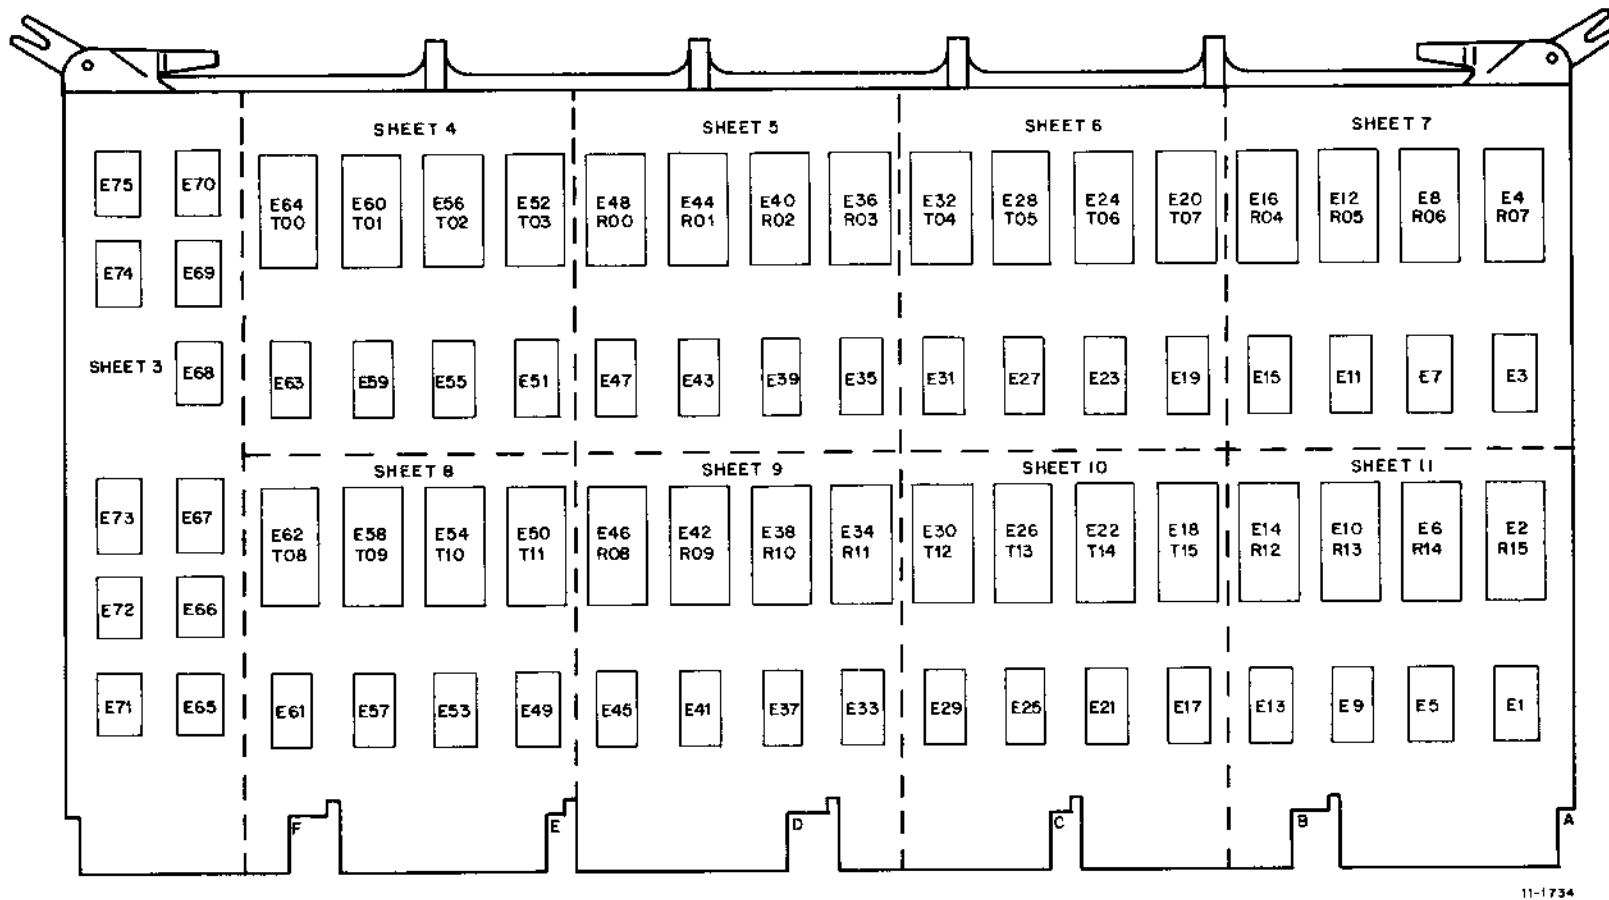 SHEET 4 SHEET 5 SHEET 6 SHEET 7
E75 E70
E64 E60 E56 E52 E48 E44 E40 E36 E32 E28 E24 E20 E16 E12 E8 E4
T00 T01 T02 T03 R00 R01 R02 R03 T04 T05 T06 T07 R04 R05 R06 R07
E74 E69
SHEET 3 E68
E63 E59 E55 E51 E47 E43 E39 E35 E31 E27 E23 E19 E15 E11 E7 E3
SHEET 8 SHEET 9 SHEET 10 SHEET 11
E73 E67
E62 E58 E54 E50 E46 E42 E38 E34 E30 E26 E22 E18 E14 E10 E6 E2
T08 T09 T10 T11 R08 R09 R10 R11 T12 T13 T14 T15 R12 R13 R14 R15
E72 E66
E71 E65 E61 E57 E53 E49 E45 E41 E37 E33 E29 E25 E21 E17 E13 E9 E5 E1
F E D C B A
11-1734